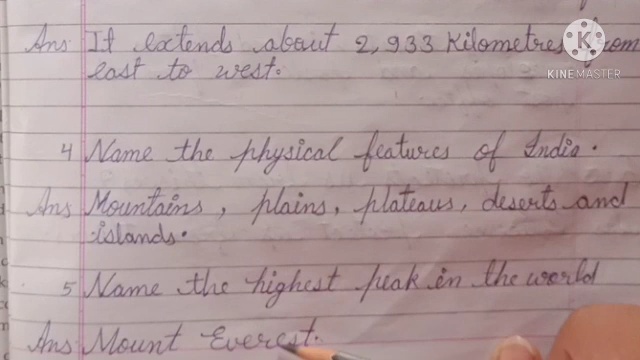 Ans It extends about 2,933 Kilometres from
east to west.
4 Name the physical features of India.
Ans Mountains, plains, plateaus, deserts and
islands.
5 Name the highest peak in the world
Ans Mount Everest.
KINEMASTER